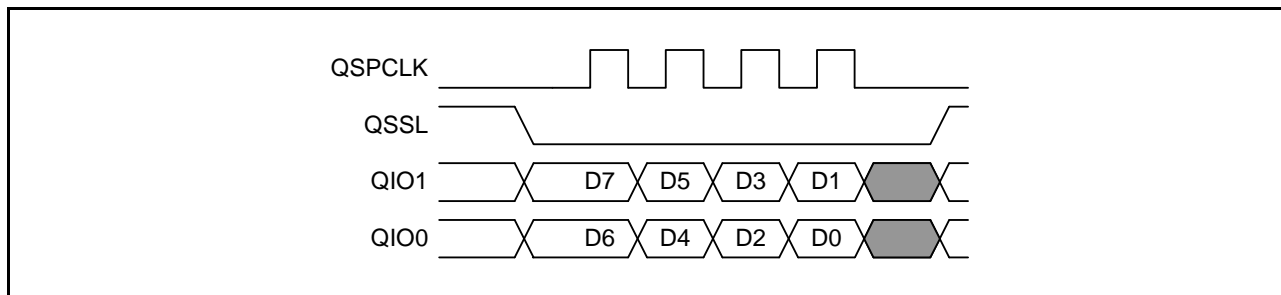 QSPCLK
QSSL
QIO1 D7 D5 D3 D1
QIO0 D6 D4 D2 D0